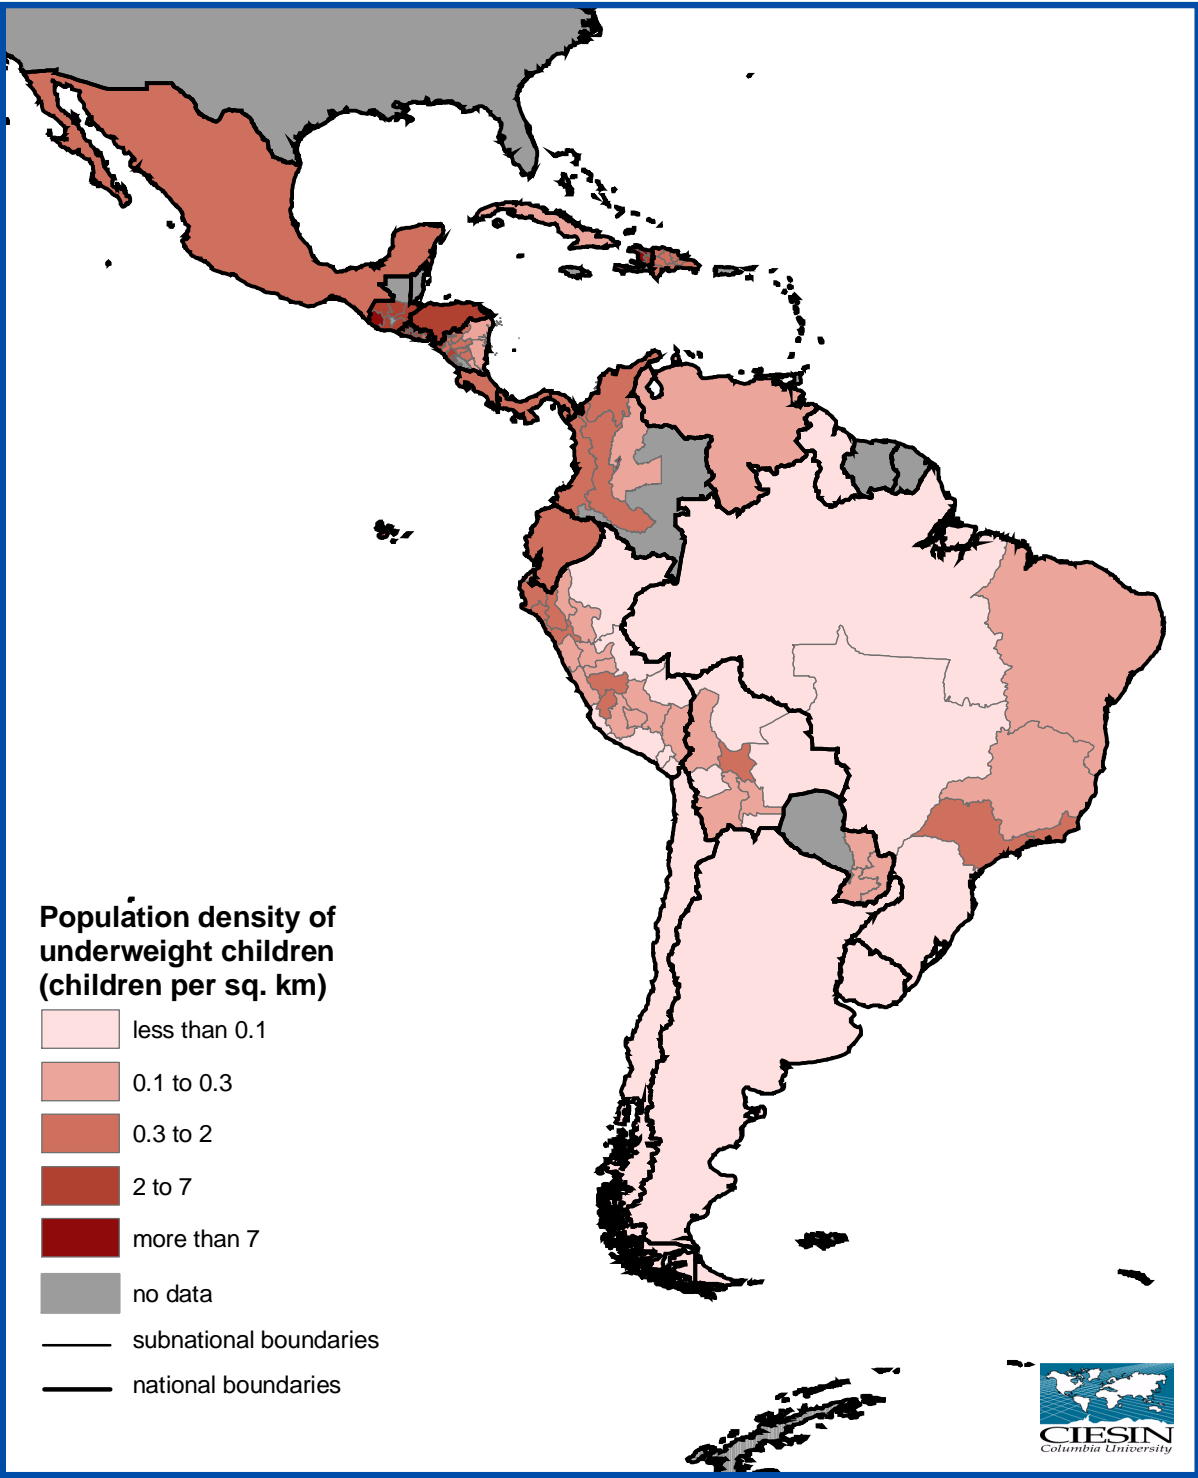 Population density of
underweight children
(children per sq. km)
less than 0.1
0.1 to 0.3
0.3 to 2
2 to 7
more than 7
no data
subnational boundaries
national boundaries
CIESIN
Columbia University